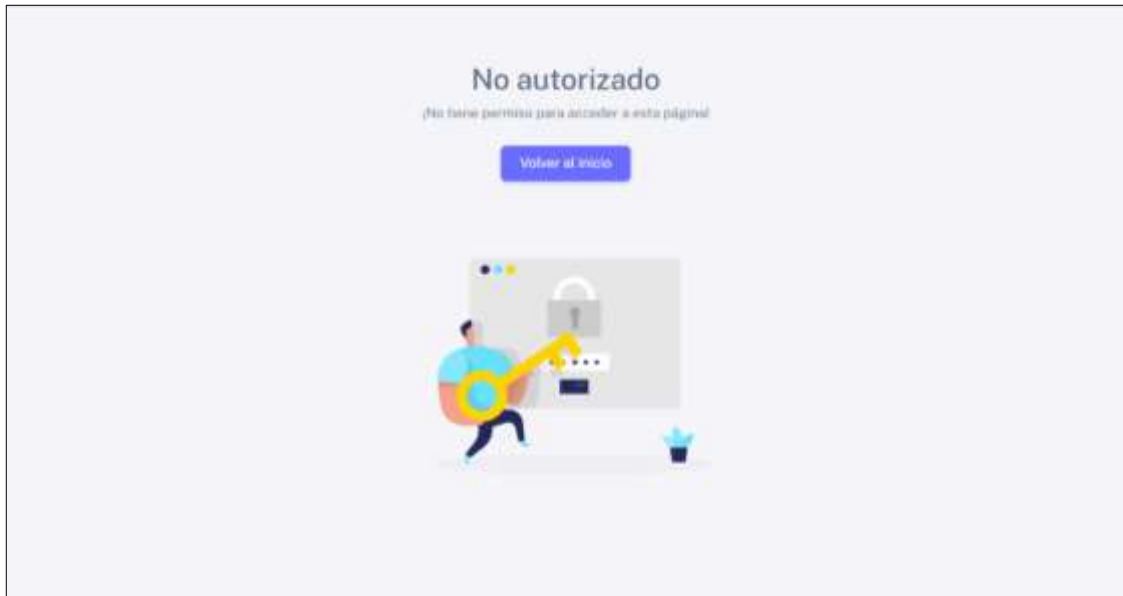 No autorizado
¡No tiene permiso para acceder a esta página!
Volver al inicio